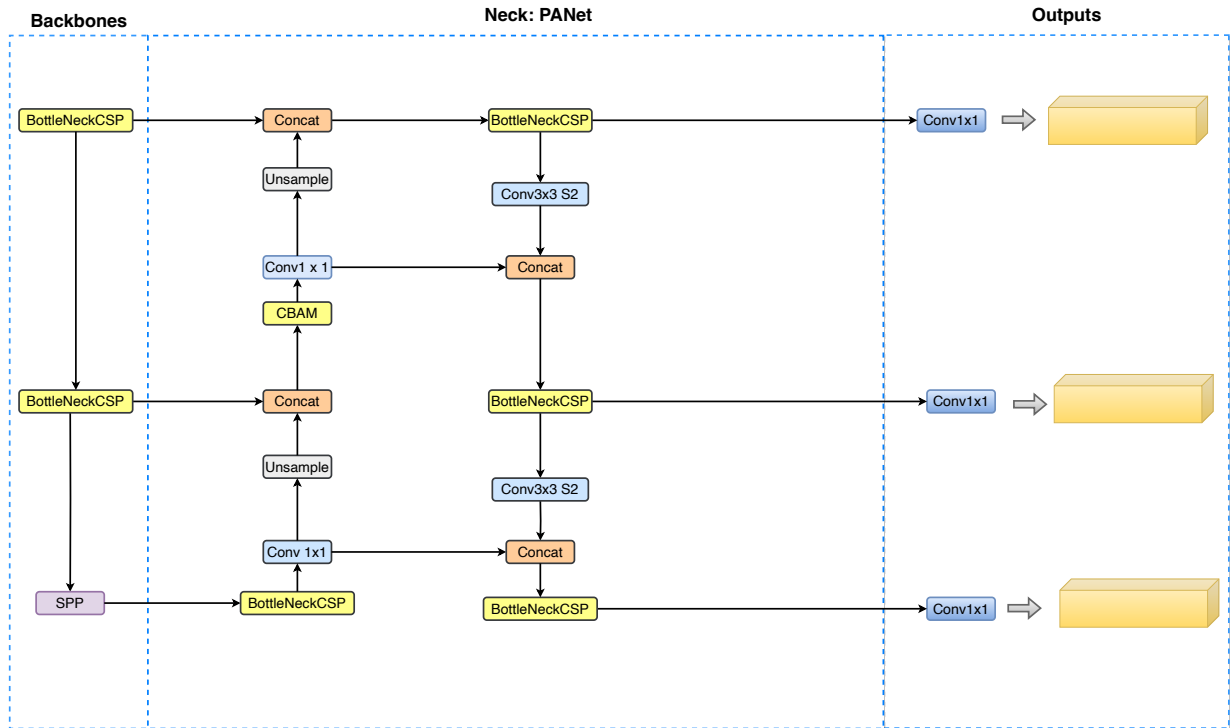 Backbones
Neck: PANet
Outputs
BottleNeckCSP
Concat
BottleNeckCSP
Conv1x1
Unsample
Conv3x3 S2
Conv1 x 1
Concat
CBAM
BottleNeckCSP
Concat
BottleNeckCSP
Conv1x1
Unsample
Conv3x3 S2
Conv 1x1
Concat
SPP
BottleNeckCSP
BottleNeckCSP
Conv1x1